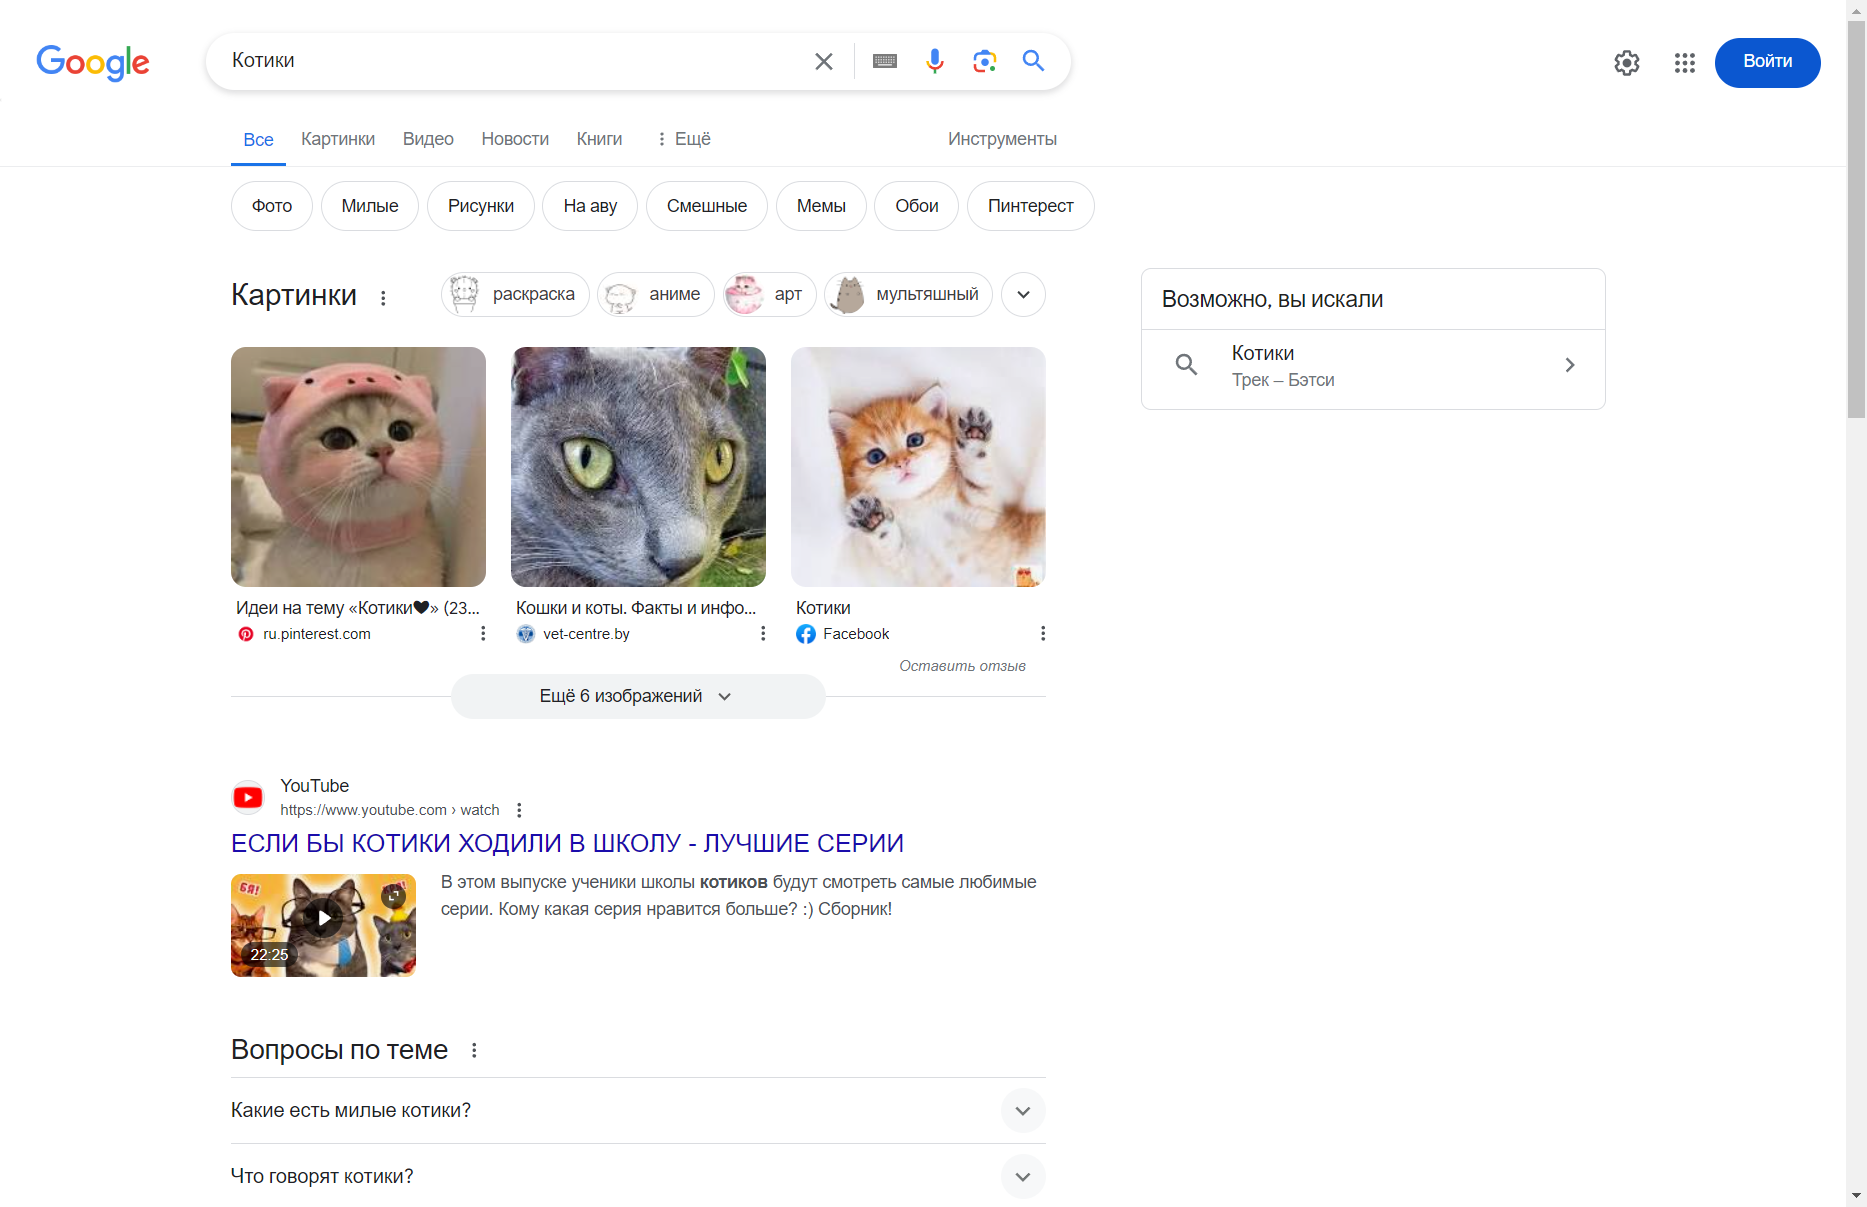 Google
Котики
Войти
Все
Картинки
Видео
Новости
Книги
Ещё
Инструменты
Фото
Милые
Рисунки
На аву
Смешные
Мемы
Обои
Пинтерест
Картинки
раскраска
аниме
арт
мультяшный
Возможно, вы искали
Котики
Трек – Бэтси
Идеи на тему «Котики🖤» (23...
ru.pinterest.com
Кошки и коты. Факты и инфо...
vet-centre.by
Котики
Facebook
Оставить отзыв
Ещё 6 изображений
YouTube
https://www.youtube.com › watch
ЕСЛИ БЫ КОТИКИ ХОДИЛИ В ШКОЛУ - ЛУЧШИЕ СЕРИИ
БЯ!
22:25
В этом выпуске ученики школы котиков будут смотреть самые любимые
серии. Кому какая серия нравится больше? :) Сборник!
Вопросы по теме
Какие есть милые котики?
Что говорят котики?